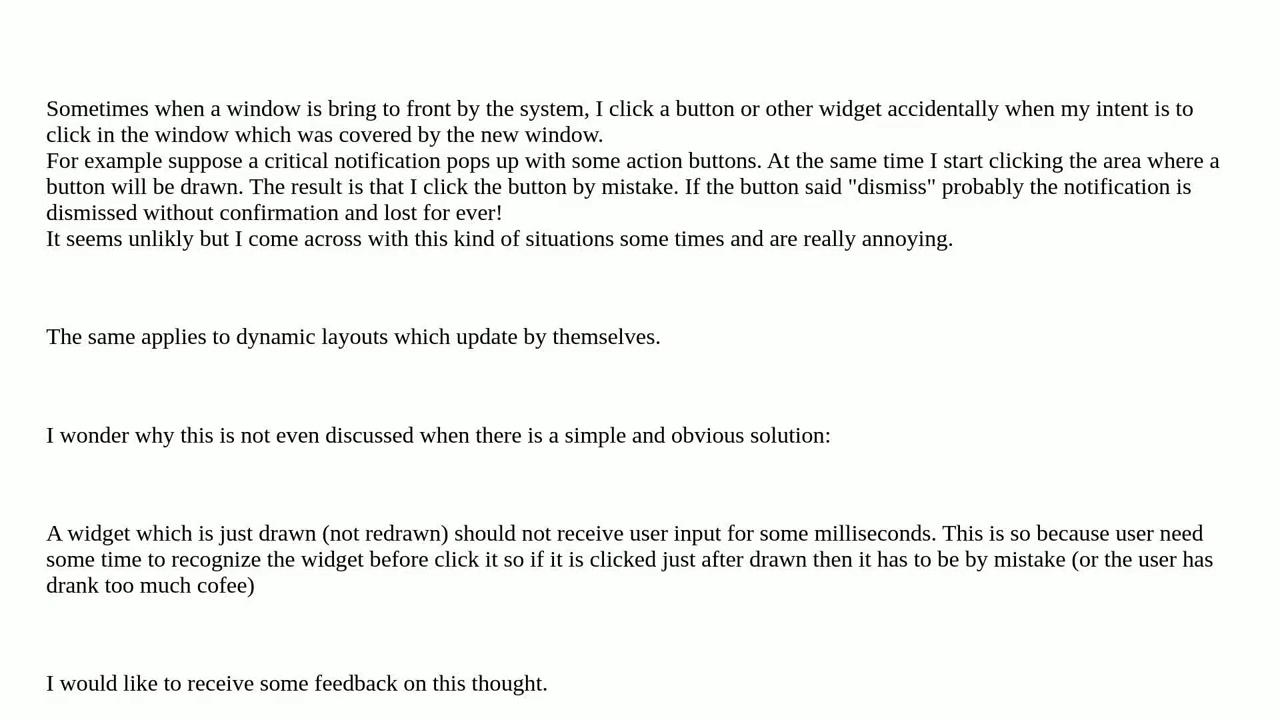 Sometimes when a window is bring to front by the system, I click a button or other widget accidentally when my intent is to
click in the window which was covered by the new window.
For example suppose a critical notification pops up with some action buttons. At the same time I start clicking the area where a
button will be drawn. The result is that I click the button by mistake. If the button said "dismiss" probably the notification is
dismissed without confirmation and lost for ever!
It seems unlikly but I come across with this kind of situations some times and are really annoying.
The same applies to dynamic layouts which update by themselves.
I wonder why this is not even discussed when there is a simple and obvious solution:
A widget which is just drawn (not redrawn) should not receive user input for some milliseconds. This is so because user need
some time to recognize the widget before click it so if it is clicked just after drawn then it has to be by mistake (or the user has
drank too much cofee)
I would like to receive some feedback on this thought.